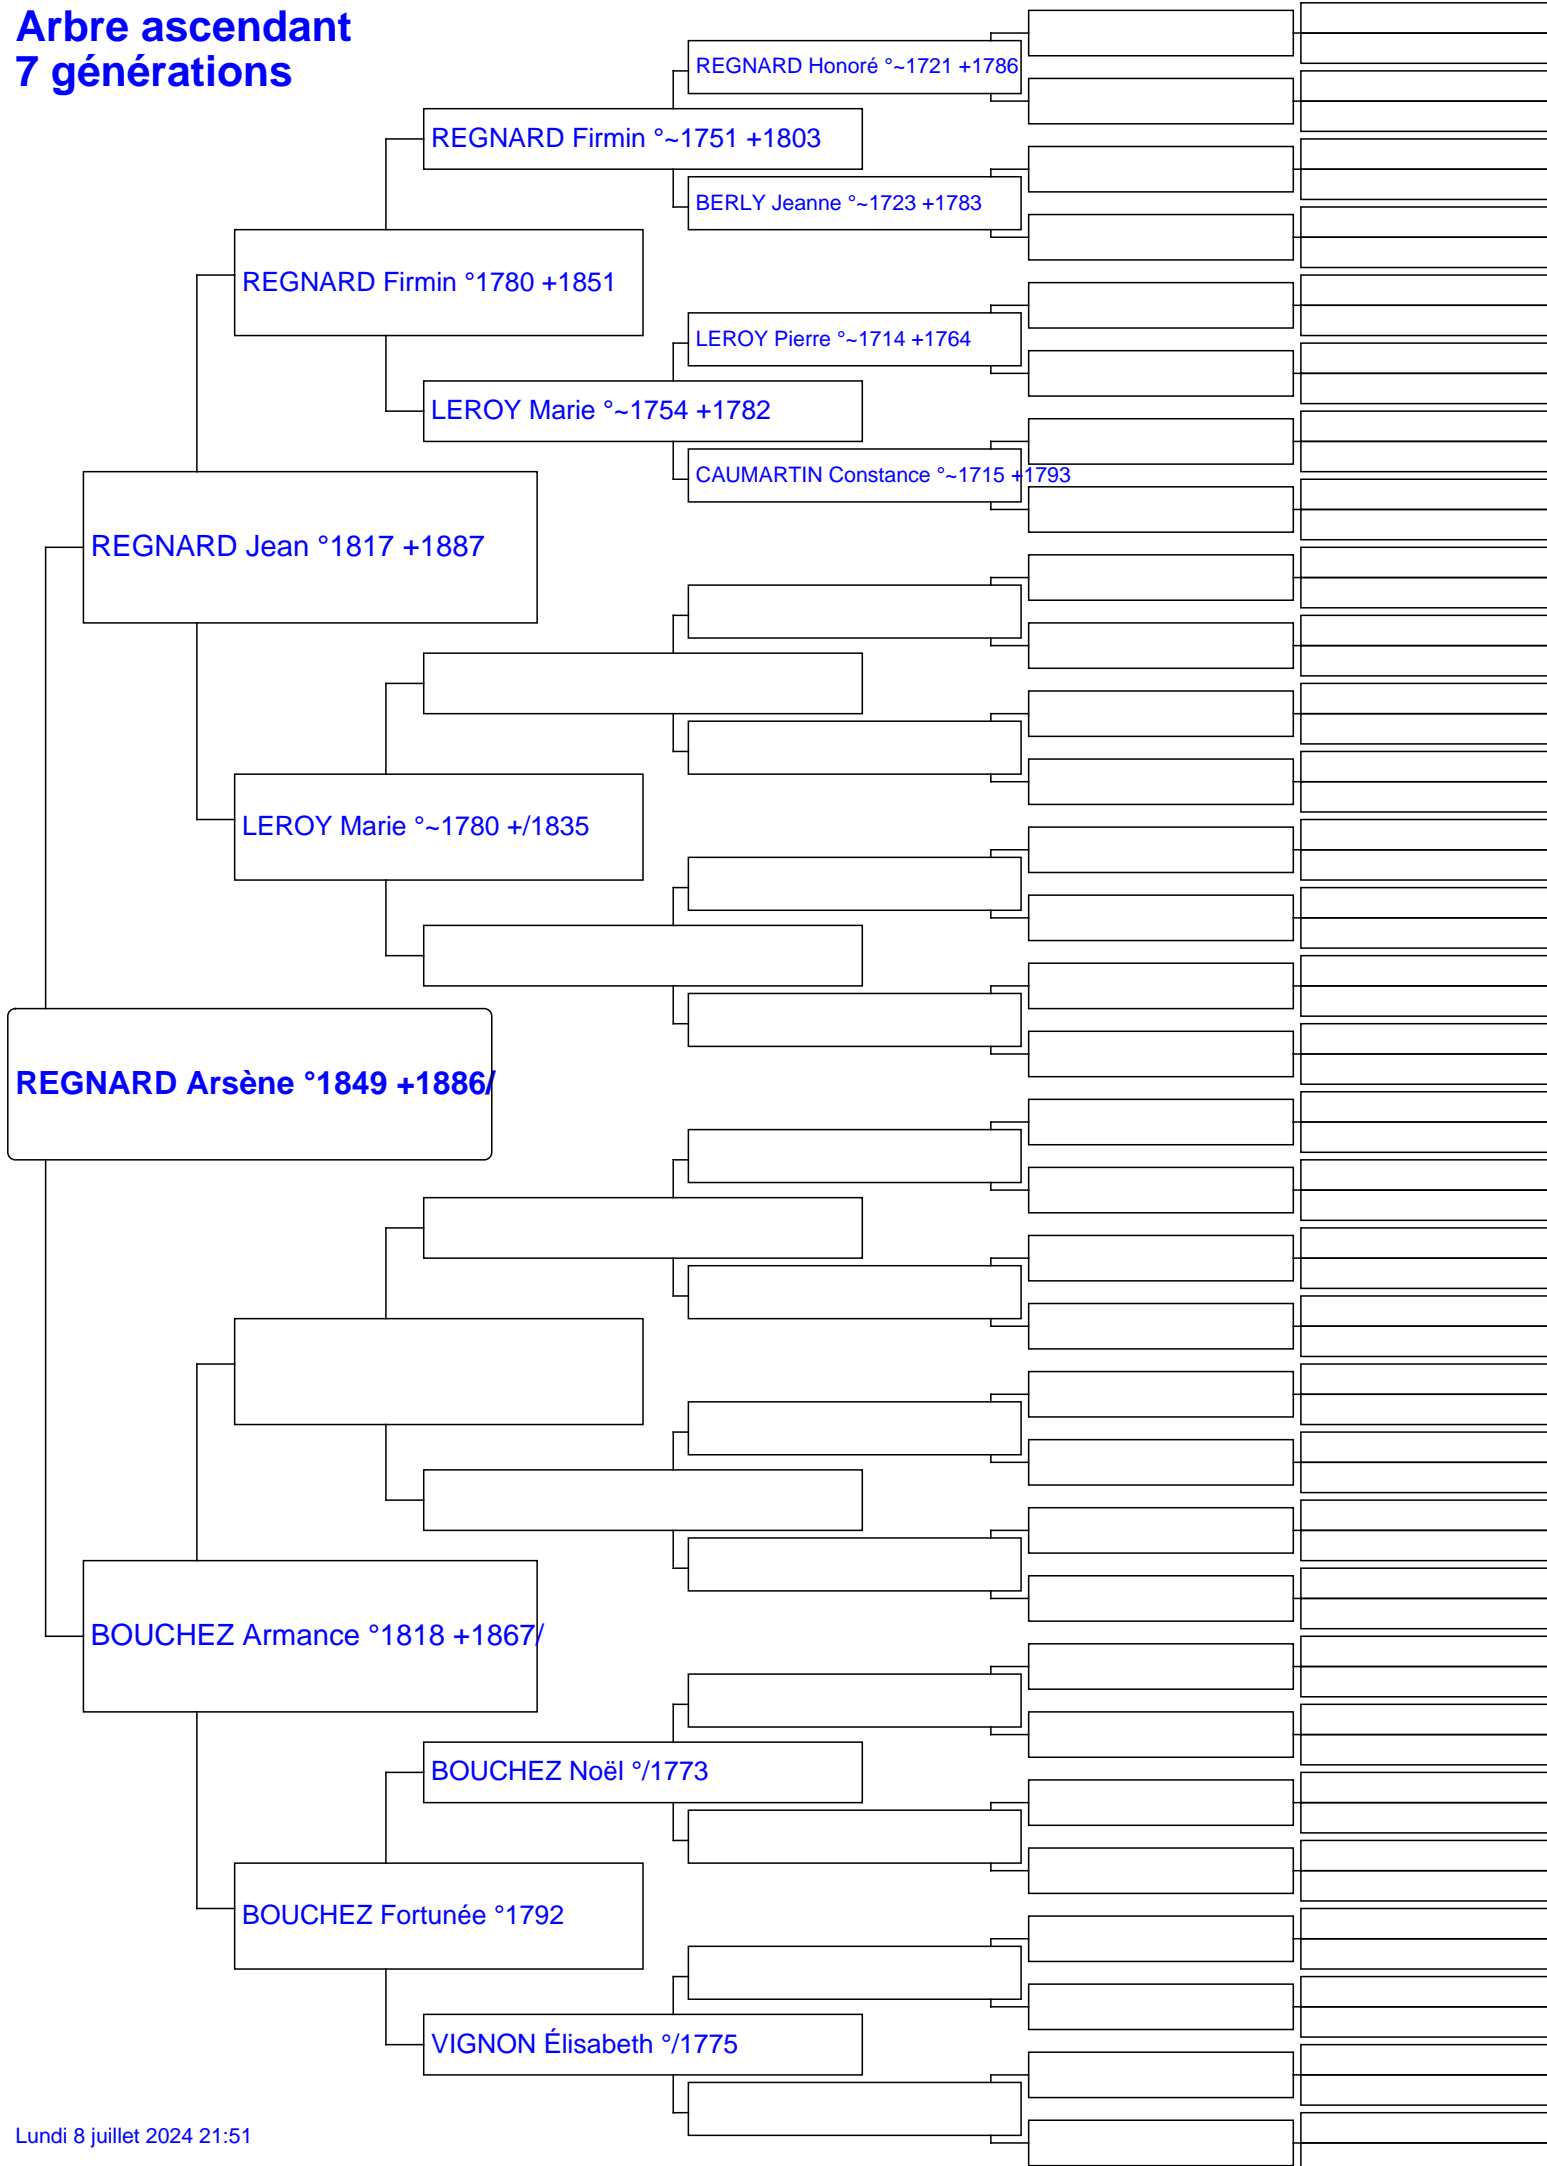 Arbre ascendant
7 générations
REGNARD Honoré °~1721 +1786
REGNARD Firmin °~1751 +1803
BERLY Jeanne °~1723 +1783
REGNARD Firmin °1780 +1851
LEROY Pierre °~1714 +1764
LEROY Marie °~1754 +1782
CAUMARTIN Constance °~1715 +1793
REGNARD Jean °1817 +1887
LEROY Marie °~1780 +/1835
REGNARD Arsène °1849 +1886/
BOUCHEZ Armance °1818 +1867/
BOUCHEZ Noël °/1773
BOUCHEZ Fortunée °1792
VIGNON Élisabeth °/1775
Lundi 8 juillet 2024 21:51